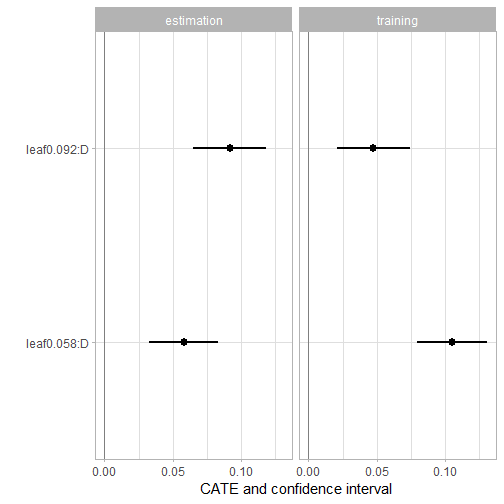 estimation training
leaf0.092:D
leaf0.058:D
0.00 0.05 0.10 0.00 0.05 0.10
CATE and confidence interval